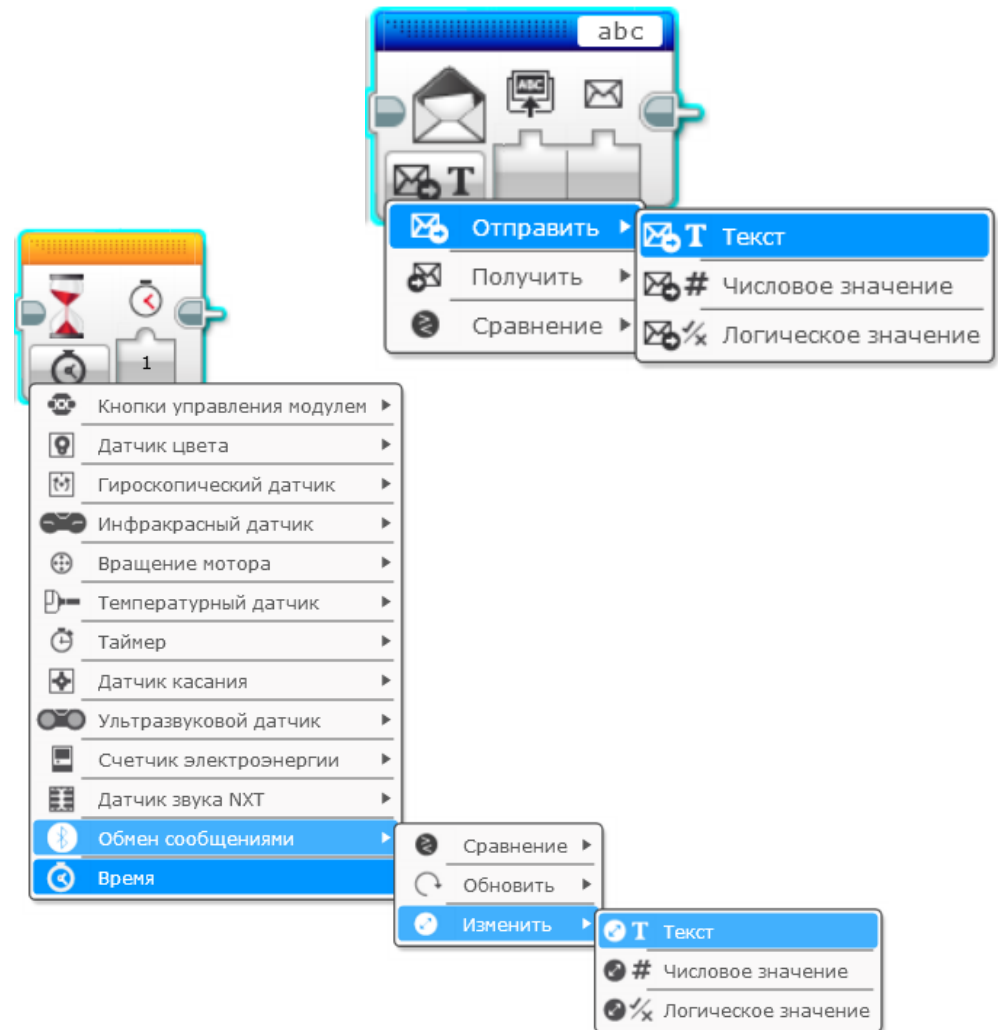 abc
ABC
T
Отправить
Получить
Сравнение
T Текст
# Числовое значение
Логическое значение
1
Кнопки управления модулем
Датчик цвета
Гироскопический датчик
Инфракрасный датчик
Вращение мотора
Температурный датчик
Таймер
Датчик касания
Ультразвуковой датчик
Счетчик электроэнергии
Датчик звука NXT
Обмен сообщениями
Время
Сравнение
Обновить
Изменить
T Текст
# Числовое значение
Логическое значение